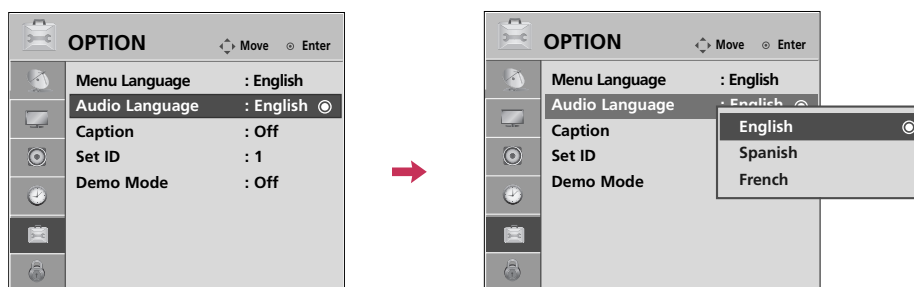 OPTION Move Enter
Menu Language : English
Audio Language : English
Caption : Off
Set ID : 1
Demo Mode : Off
OPTION Move Enter
Menu Language : English
Audio Language : English
Caption
Set ID
Demo Mode
English
Spanish
French